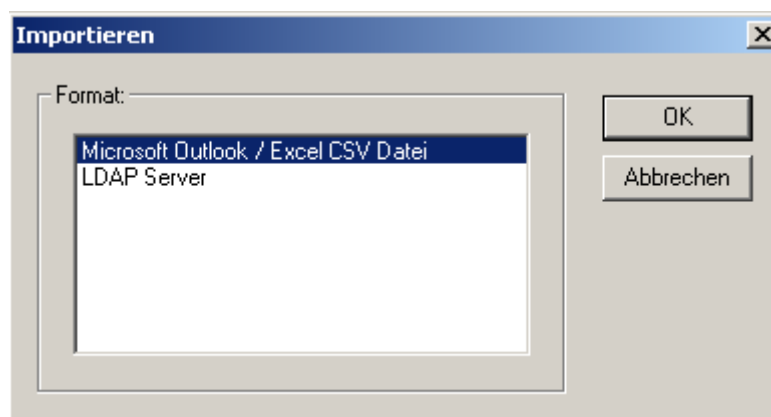 Importieren
Format:
Microsoft Outlook / Excel CSV Datei
LDAP Server
OK
Abbrechen